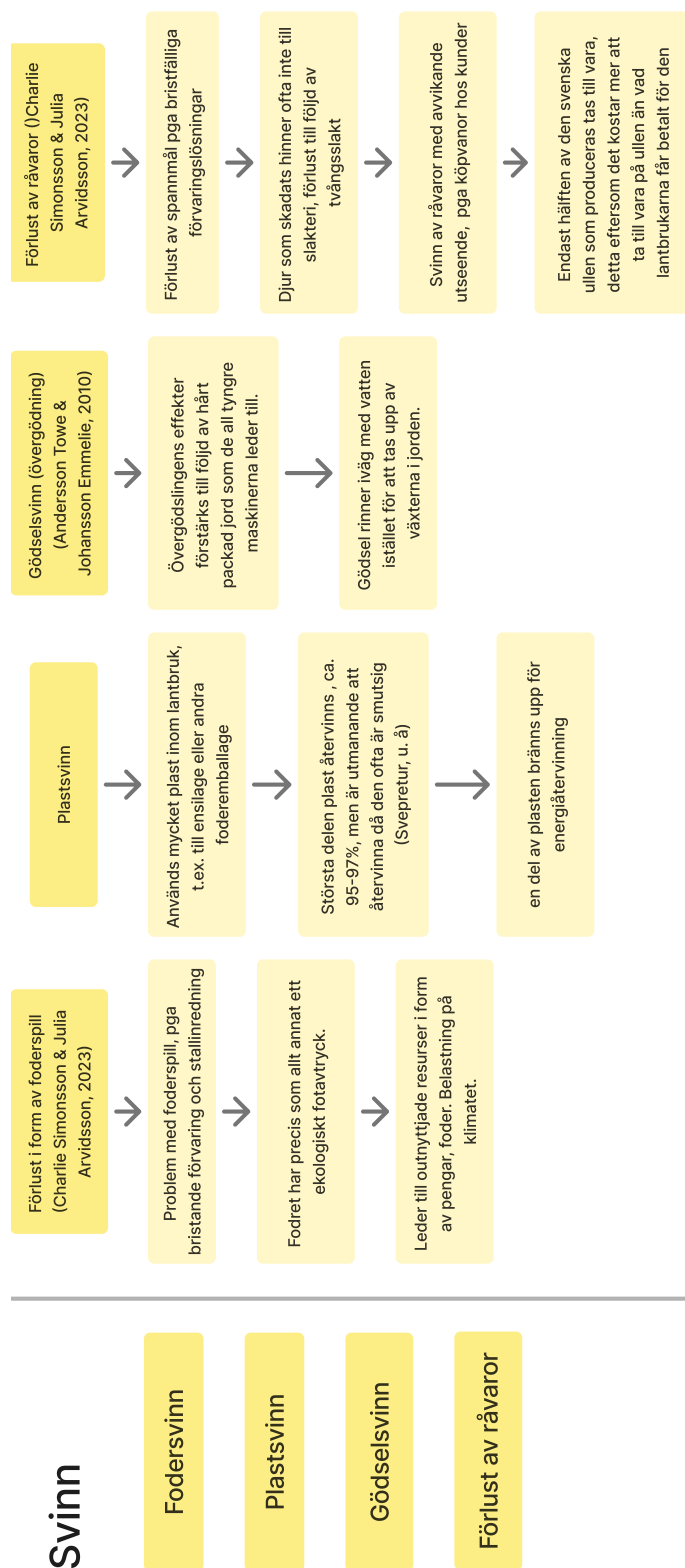 Svinn
Fodersvinn
Plastsvinn
Gödselsvinn
Förlust av råvaror
Förlust i form av foderspill
(Charlie Simonsson & Julia
Arvidsson, 2023)
Problem med foderspill, pga
bristande förvaring och stallinredning
Fodret har precis som allt annat ett
ekologiskt fotavtryck.
Leder till outnyttjade resurser i form
av pengar, foder. Belastning på
klimatet.
Plastsvinn
Används mycket plast inom lantbruk,
t.ex. till ensilage eller andra
foderemballage
Största delen plast återvinns , ca.
95-97%, men är utmanande att
återvinna då den ofta är smutsig
(Svepretur, u. å)
en del av plasten bränns upp för
energiåtervinning
Gödselsvinn (övergödning)
(Andersson Towe &
Johansson Emmelie, 2010)
Övergödslingens effekter
förstärks till följd av hårt
packad jord som de all tyngre
maskinerna leder till.
Gödsel rinner iväg med vatten
istället för att tas upp av
växterna i jorden.
Förlust av råvaror ()Charlie
Simonsson & Julia
Arvidsson, 2023)
Förlust av spannmål pga bristfälliga
förvaringslösningar
Djur som skadats hinner ofta inte till
slakteri, förlust till följd av
tvångsslakt
Svinn av råvaror med avvikande
utseende, pga köpvanor hos kunder
Endast hälften av den svenska
ullen som produceras tas till vara,
detta eftersom det kostar mer att
ta till vara på ullen än vad
lantbrukarna får betalt för den